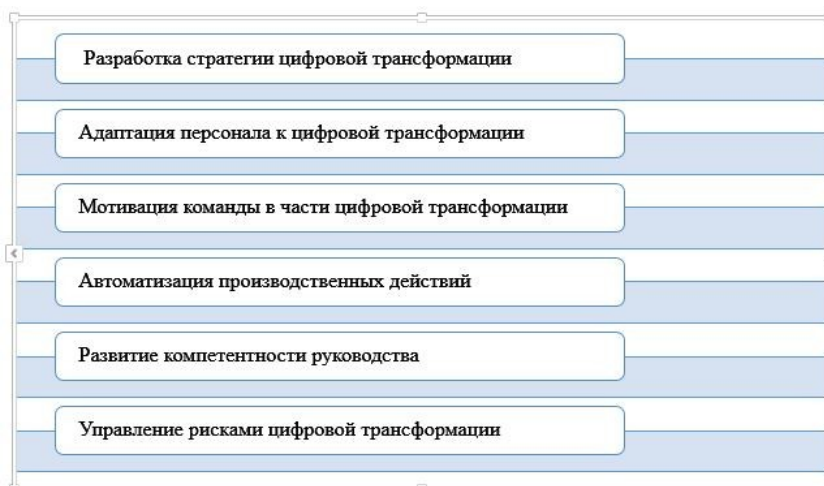 Разработка стратегии цифровой трансформации
Адаптация персонала к цифровой трансформации
Мотивация команды в части цифровой трансформации
Автоматизация производственных действий
Развитие компетентности руководства
Управление рисками цифровой трансформации